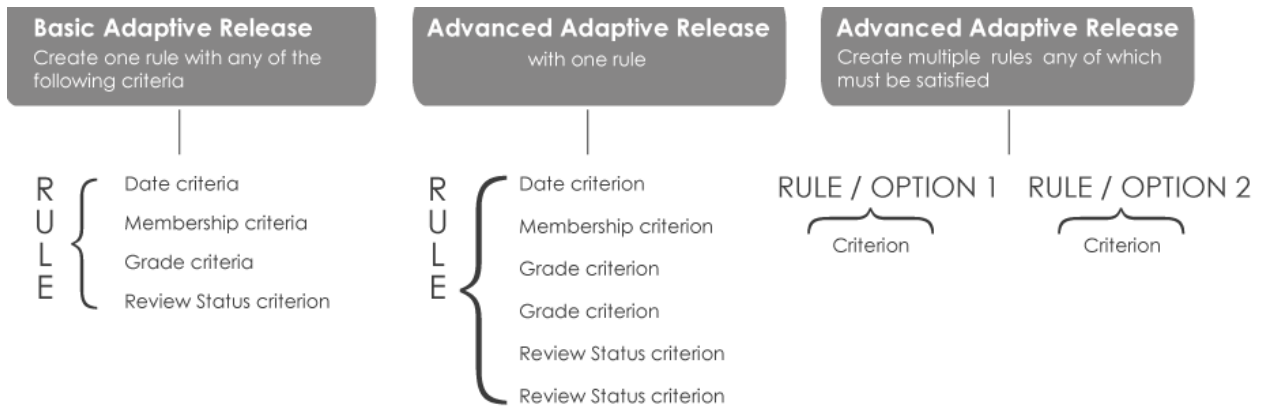 Basic Adaptive Release
Create one rule with any of the
following criteria
RULE
Date criteria
Membership criteria
Grade criteria
Review Status criterion
Advanced Adaptive Release
with one rule
RULE
Date criterion
Membership criterion
Grade criterion
Grade criterion
Review Status criterion
Review Status criterion
Advanced Adaptive Release
Create multiple rules any of which
must be satisfied
RULE / OPTION 1
Criterion
RULE / OPTION 2
Criterion